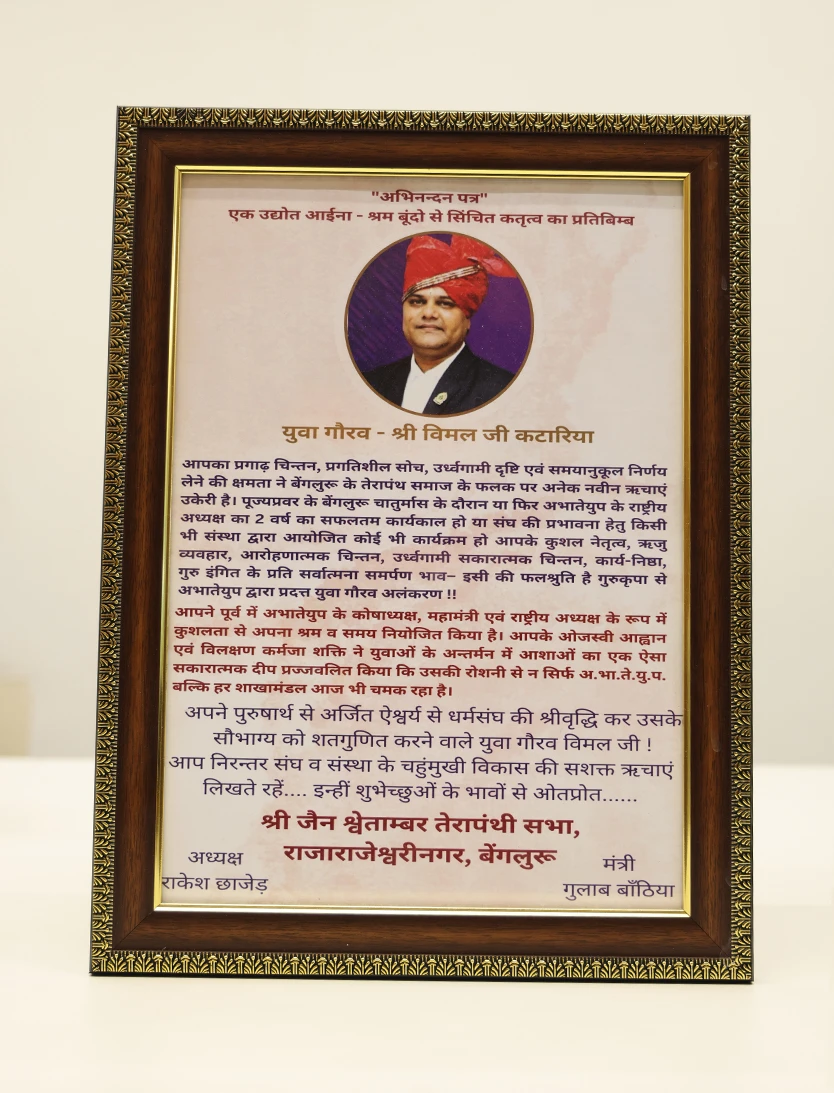 "अभिनन्दन पत्र"
एक उद्योत आईना - श्रम बूंदो से सिंचित कतृत्व का प्रतिबिम्ब
युवा गौरव - श्री विमल जी कटारिया
आपका प्रगाढ़ चिन्तन, प्रगतिशील सोच, उर्ध्वगामी दृष्टि एवं समयानुकूल निर्णय
लेने की क्षमता ने बेंगलुरू के तेरापंथ समाज के फलक पर अनेक नवीन ऋचाएं
उकेरी है। पूज्यप्रवर के बेंगलुरू चातुर्मास के दौरान या फिर अभातेयुप के राष्ट्रीय
अध्यक्ष का 2 वर्ष का सफलतम कार्यकाल हो या संघ की प्रभावना हेतु किसी
भी संस्था द्वारा आयोजित कोई भी कार्यक्रम हो आपके कुशल नेतृत्व, ऋजु
व्यवहार, आरोहणात्मक चिन्तन, उर्ध्वगामी सकारात्मक चिन्तन, कार्य-निष्ठा,
गुरु इंगित के प्रति सर्वात्मना समर्पण भाव– इसी की फलश्रुति है गुरुकृपा से
अभातेयुप द्वारा प्रदत्त युवा गौरव अलंकरण !!
आपने पूर्व में अभातेयुप के कोषाध्यक्ष, महामंत्री एवं राष्ट्रीय अध्यक्ष के रूप में
कुशलता से अपना श्रम व समय नियोजित किया है। आपके ओजस्वी आह्वान
एवं विलक्षण कर्मजा शक्ति ने युवाओं के अन्तर्मन में आशाओं का एक ऐसा
सकारात्मक दीप प्रज्जवलित किया कि उसकी रोशनी से न सिर्फ अ.भा.ते.यु.प.
बल्कि हर शाखामंडल आज भी चमक रहा है।
अपने पुरुषार्थ से अर्जित ऐश्वर्य से धर्मसंघ की श्रीवृद्धि कर उसके
सौभाग्य को शतगुणित करने वाले युवा गौरव विमल जी !
आप निरन्तर संघ व संस्था के चहुंमुखी विकास की सशक्त ऋचाएं
लिखते रहें.... इन्हीं शुभेच्छुओं के भावों से ओतप्रोत......
श्री जैन श्वेताम्बर तेरापंथी सभा,
राजाराजेश्वरीनगर, बेंगलुरू
अध्यक्ष
राकेश छाजेड़
मंत्री
गुलाब बाँठिया